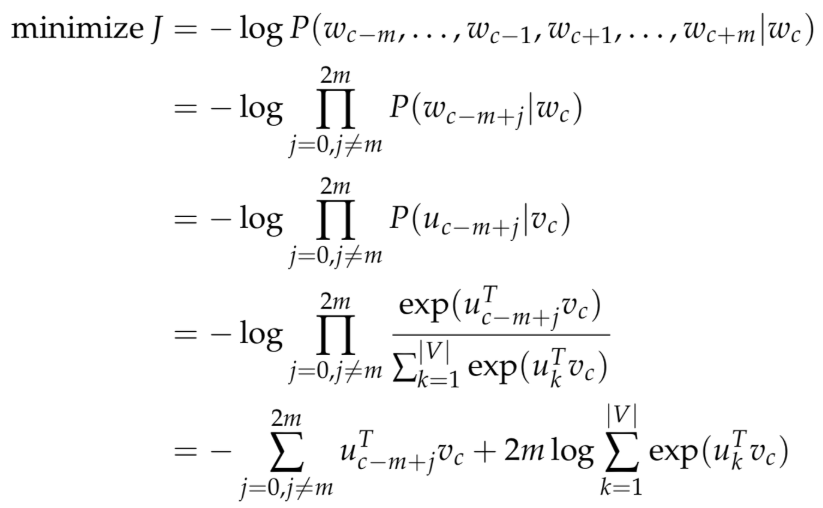 minimize J = − log P(w_{c−m}, . . . , w_{c−1}, w_{c+1}, . . . , w_{c+m}|w_c)
= − log ∏_{j=0,j≠m}^{2m} P(w_{c−m+j}|w_c)
= − log ∏_{j=0,j≠m}^{2m} P(u_{c−m+j}|v_c)
= − log ∏_{j=0,j≠m}^{2m} \frac{exp(u_{c−m+j}^T v_c)}{∑_{k=1}^{|V|} exp(u_k^T v_c)}
= − ∑_{j=0,j≠m}^{2m} u_{c−m+j}^T v_c + 2m log ∑_{k=1}^{|V|} exp(u_k^T v_c)